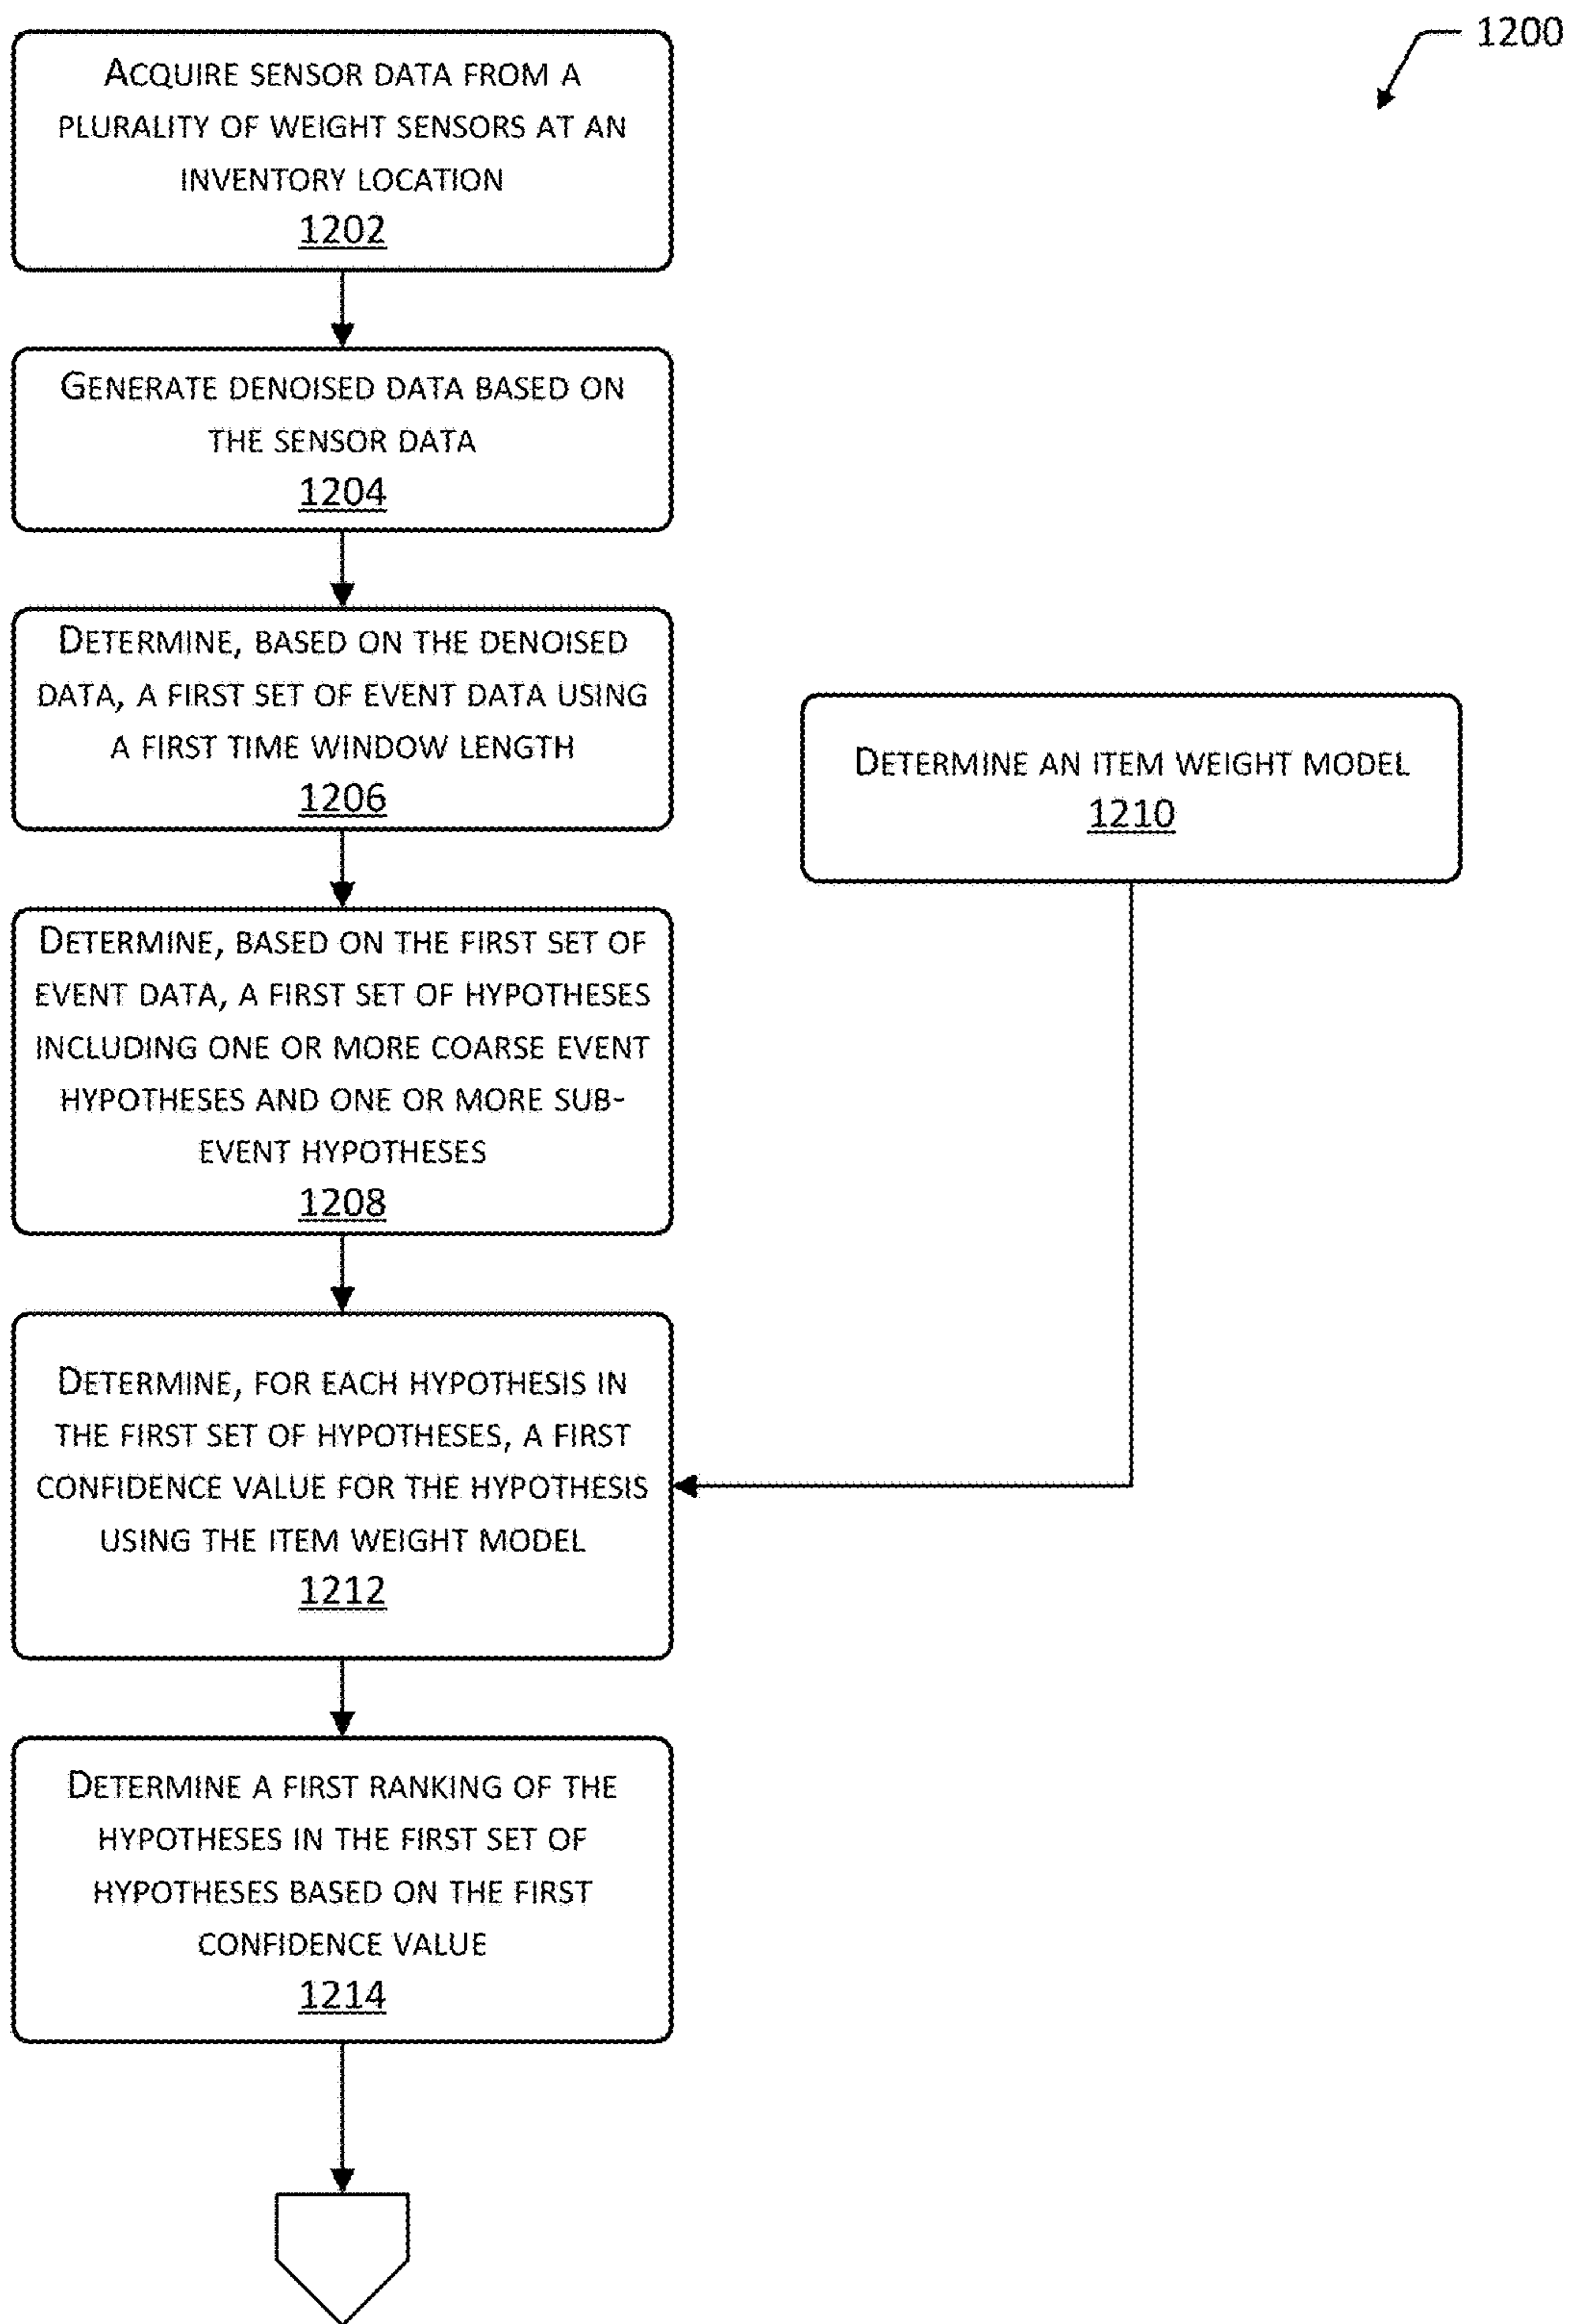 1200
ACQUIRE SENSOR DATA FROM A
PLURALITY OF WEIGHT SENSORS AT AN
INVENTORY LOCATION
1202
GENERATE DENOISED DATA BASED ON
THE SENSOR DATA
1204
DETERMINE, BASED ON THE DENOISED
DATA, A FIRST SET OF EVENT DATA USING
A FIRST TIME WINDOW LENGTH
1206
DETERMINE, BASED ON THE FIRST SET OF
EVENT DATA, A FIRST SET OF HYPOTHESES
INCLUDING ONE OR MORE COARSE EVENT
HYPOTHESES AND ONE OR MORE SUB-
EVENT HYPOTHESES
1208
DETERMINE AN ITEM WEIGHT MODEL
1210
DETERMINE, FOR EACH HYPOTHESIS IN
THE FIRST SET OF HYPOTHESES, A FIRST
CONFIDENCE VALUE FOR THE HYPOTHESIS
USING THE ITEM WEIGHT MODEL
1212
DETERMINE A FIRST RANKING OF THE
HYPOTHESES IN THE FIRST SET OF
HYPOTHESES BASED ON THE FIRST
CONFIDENCE VALUE
1214